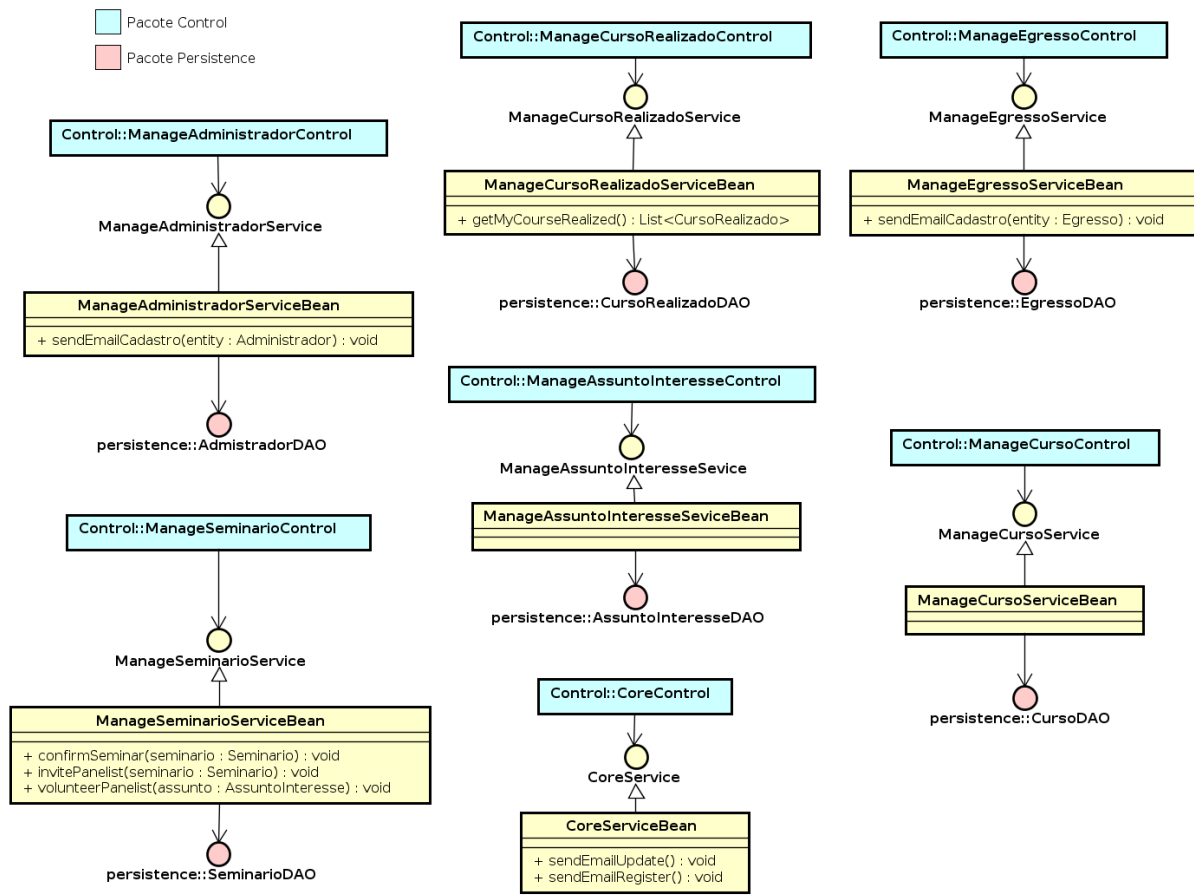 Pacote Control
Pacote Persistence
Control::ManageCursoRealizadoControl
ManageCursoRealizadoService
ManageCursoRealizadoServiceBean
+ getMyCourseRealized() : List<CursoRealizado>
persistence::CursoRealizadoDAO
Control::ManageEgressoControl
ManageEgressoService
ManageEgressoServiceBean
+ sendEmailCadastro(entity : Egresso) : void
persistence::EgressoDAO
Control::ManageAdministradorControl
ManageAdministradorService
ManageAdministradorServiceBean
+ sendEmailCadastro(entity : Administrador) : void
persistence::AdmistradorDAO
Control::ManageAssuntoInteresseControl
ManageAssuntoInteresseSevice
ManageAssuntoInteresseSeviceBean
persistence::AssuntoInteresseDAO
Control::ManageCursoControl
ManageCursoService
ManageCursoServiceBean
persistence::CursoDAO
Control::ManageSeminarioControl
ManageSeminarioService
ManageSeminarioServiceBean
+ confirmSeminar(seminario : Seminario) : void
+ invitePanelist(seminario : Seminario) : void
+ volunteerPanelist(assunto : AssuntoInteresse) : void
persistence::SeminarioDAO
Control::CoreControl
CoreService
CoreServiceBean
+ sendEmailUpdate() : void
+ sendEmailRegister() : void